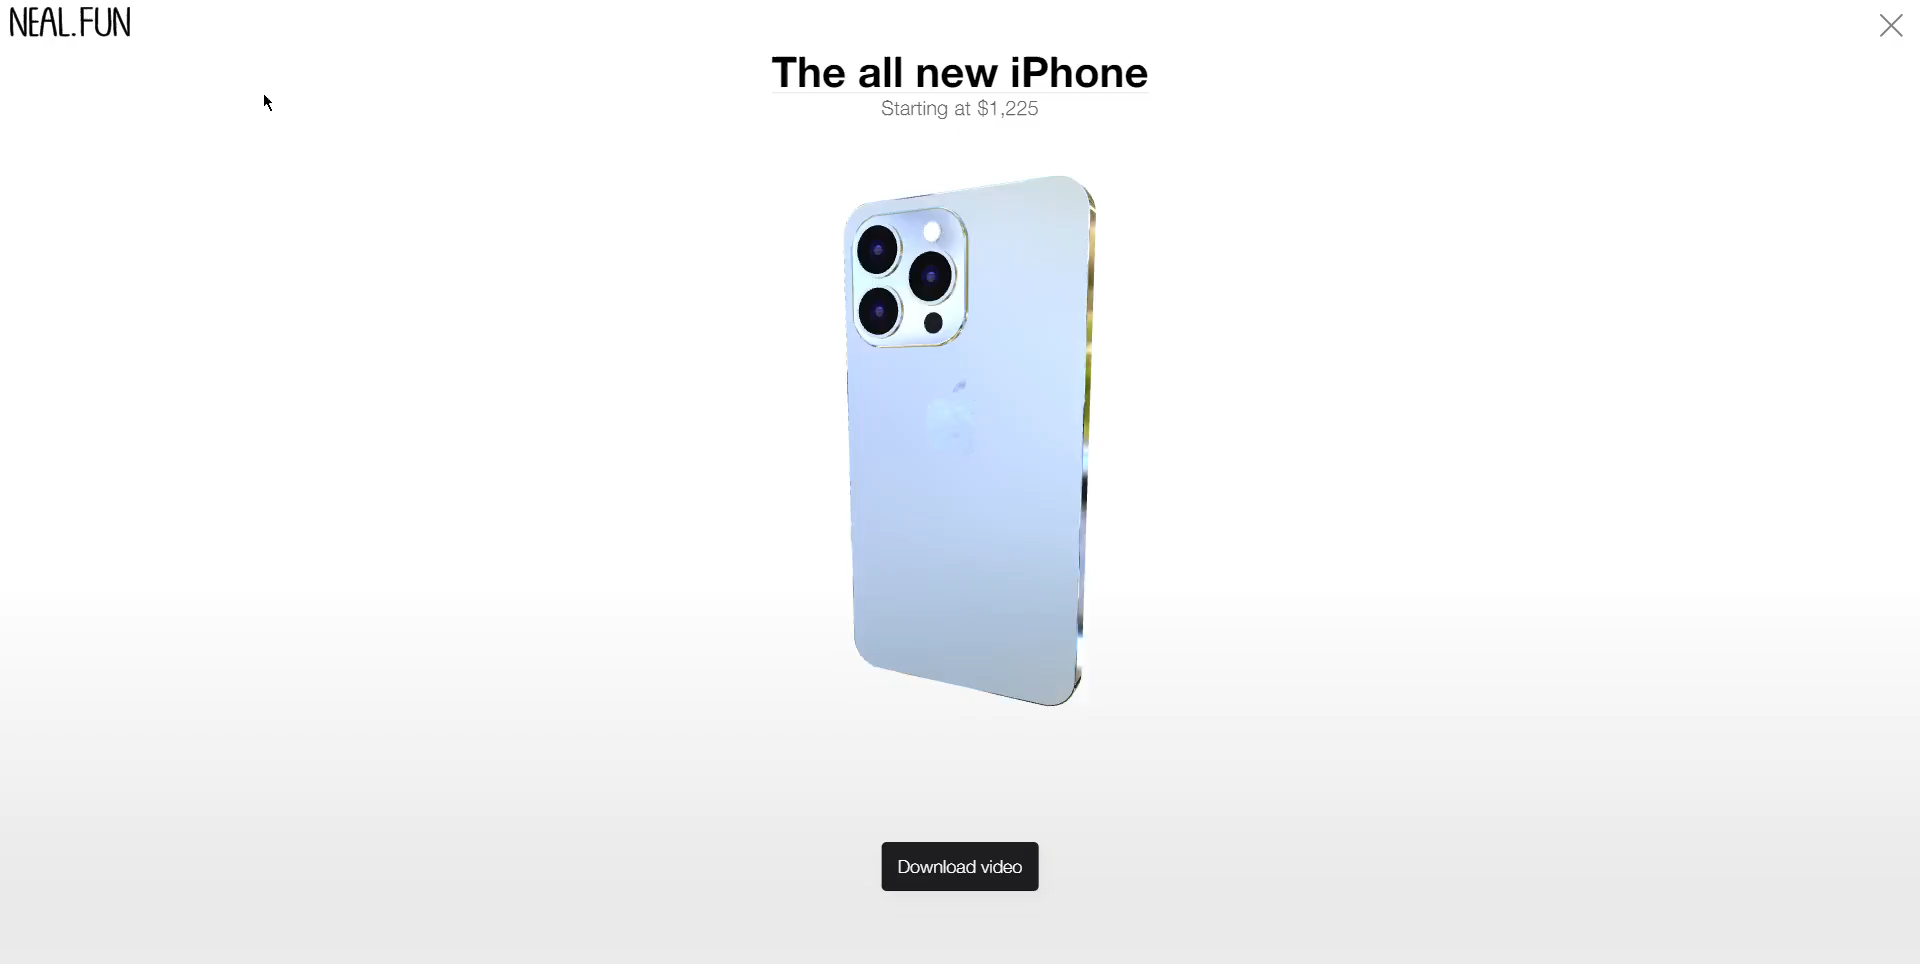 NEAL.FUN
The all new iPhone
Starting at $1,225
Download video